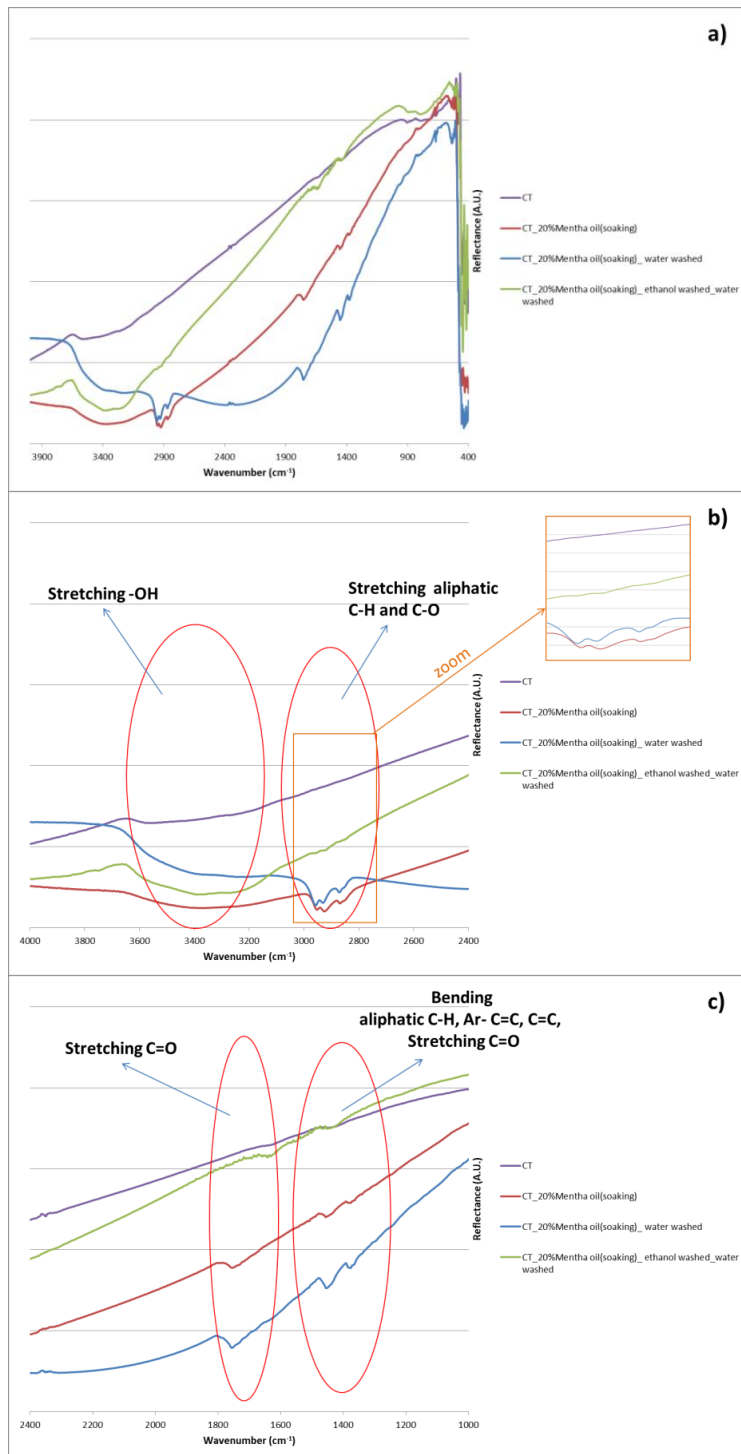 a)
Reflectance (A.U.)
CT
CT_20%Mentha oil(soaking)
CT_20%Mentha oil(soaking)_ water washed
CT_20%Mentha oil(soaking)_ ethanol washed_water
washed
3900 3400 2900 2400 1900 1400 900 400
Wavenumber (cm⁻¹)
b)
Stretching -OH
Stretching aliphatic
C-H and C-O
zoom
Reflectance (A.U.)
CT
CT_20%Mentha oil(soaking)
CT_20%Mentha oil(soaking)_ water washed
CT_20%Mentha oil(soaking)_ ethanol washed_water
washed
4000 3800 3600 3400 3200 3000 2800 2600 2400
Wavenumber (cm⁻¹)
c)
Bending
aliphatic C-H, Ar- C=C, C=C,
Stretching C=O
Stretching C=O
Reflectance (A.U.)
CT
CT_20%Mentha oil(soaking)
CT_20%Mentha oil(soaking)_ water washed
CT_20%Mentha oil(soaking)_ ethanol washed_water
washed
2400 2200 2000 1800 1600 1400 1200 1000
Wavenumber (cm⁻¹)